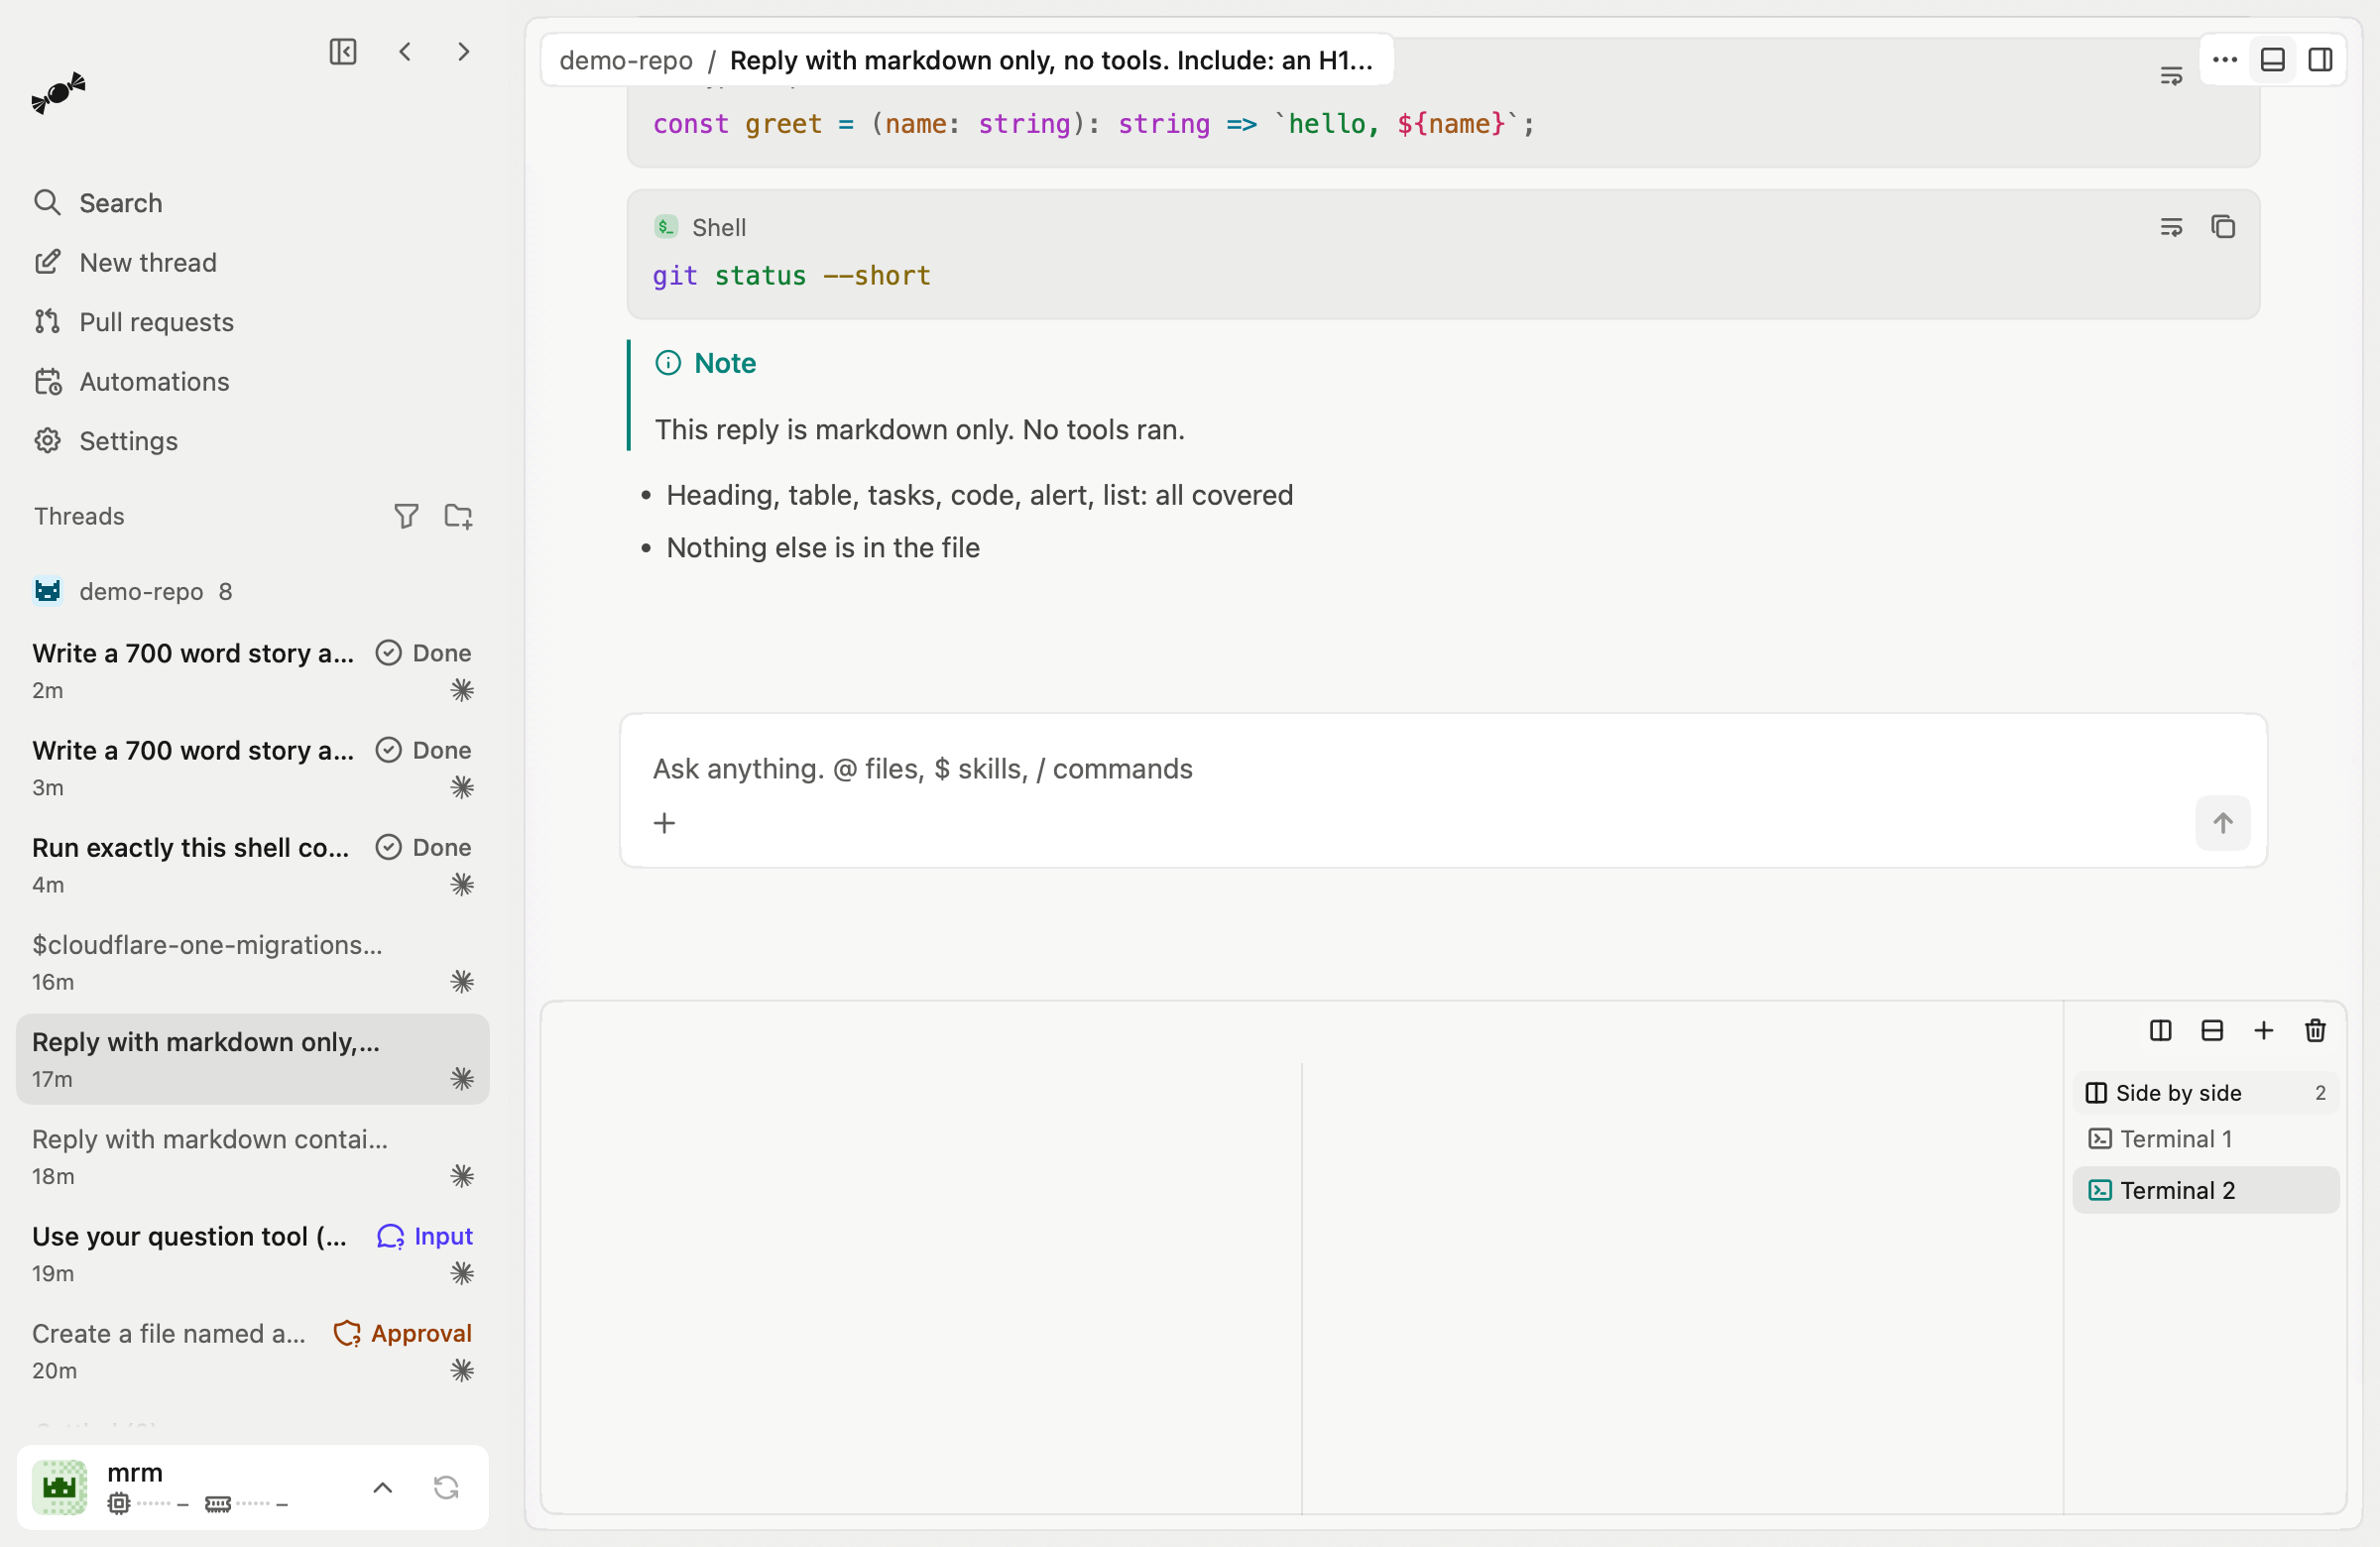 Search
New thread
Pull requests
Automations
Settings
Threads
demo-repo 8
Write a 700 word story a... Done
2m
Write a 700 word story a... Done
3m
Run exactly this shell co... Done
4m
$cloudflare-one-migrations...
16m
Reply with markdown only,...
17m
Reply with markdown contai...
18m
Use your question tool (... Input
19m
Create a file named a... Approval
20m
mrm
demo-repo / Reply with markdown only, no tools. Include: an H1...
const greet = (name: string): string => `hello, ${name}`;
Shell
git status --short
Note
This reply is markdown only. No tools ran.
• Heading, table, tasks, code, alert, list: all covered
• Nothing else is in the file
Ask anything. @ files, $ skills, / commands
Side by side 2
Terminal 1
Terminal 2